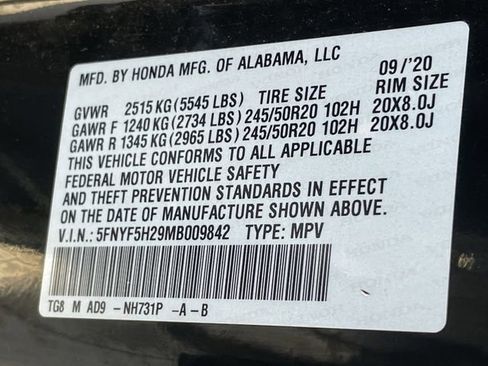 MFD. BY HONDA MFG. OF ALABAMA, LLC 09/'20
GVWR 2515 KG (5545 LBS) TIRE SIZE RIM SIZE
GAWR F 1240 KG (2734 LBS) 245/50R20 102H 20X8.0J
GAWR R 1345 KG (2965 LBS) 245/50R20 102H 20X8.0J
THIS VEHICLE CONFORMS TO ALL APPLICABLE
FEDERAL MOTOR VEHICLE SAFETY
AND THEFT PREVENTION STANDARDS IN EFFECT
ON THE DATE OF MANUFACTURE SHOWN ABOVE.
V.I.N.: 5FNYF5H29MB009842 TYPE: MPV
TG8 M AD9 - NH731P -A-B